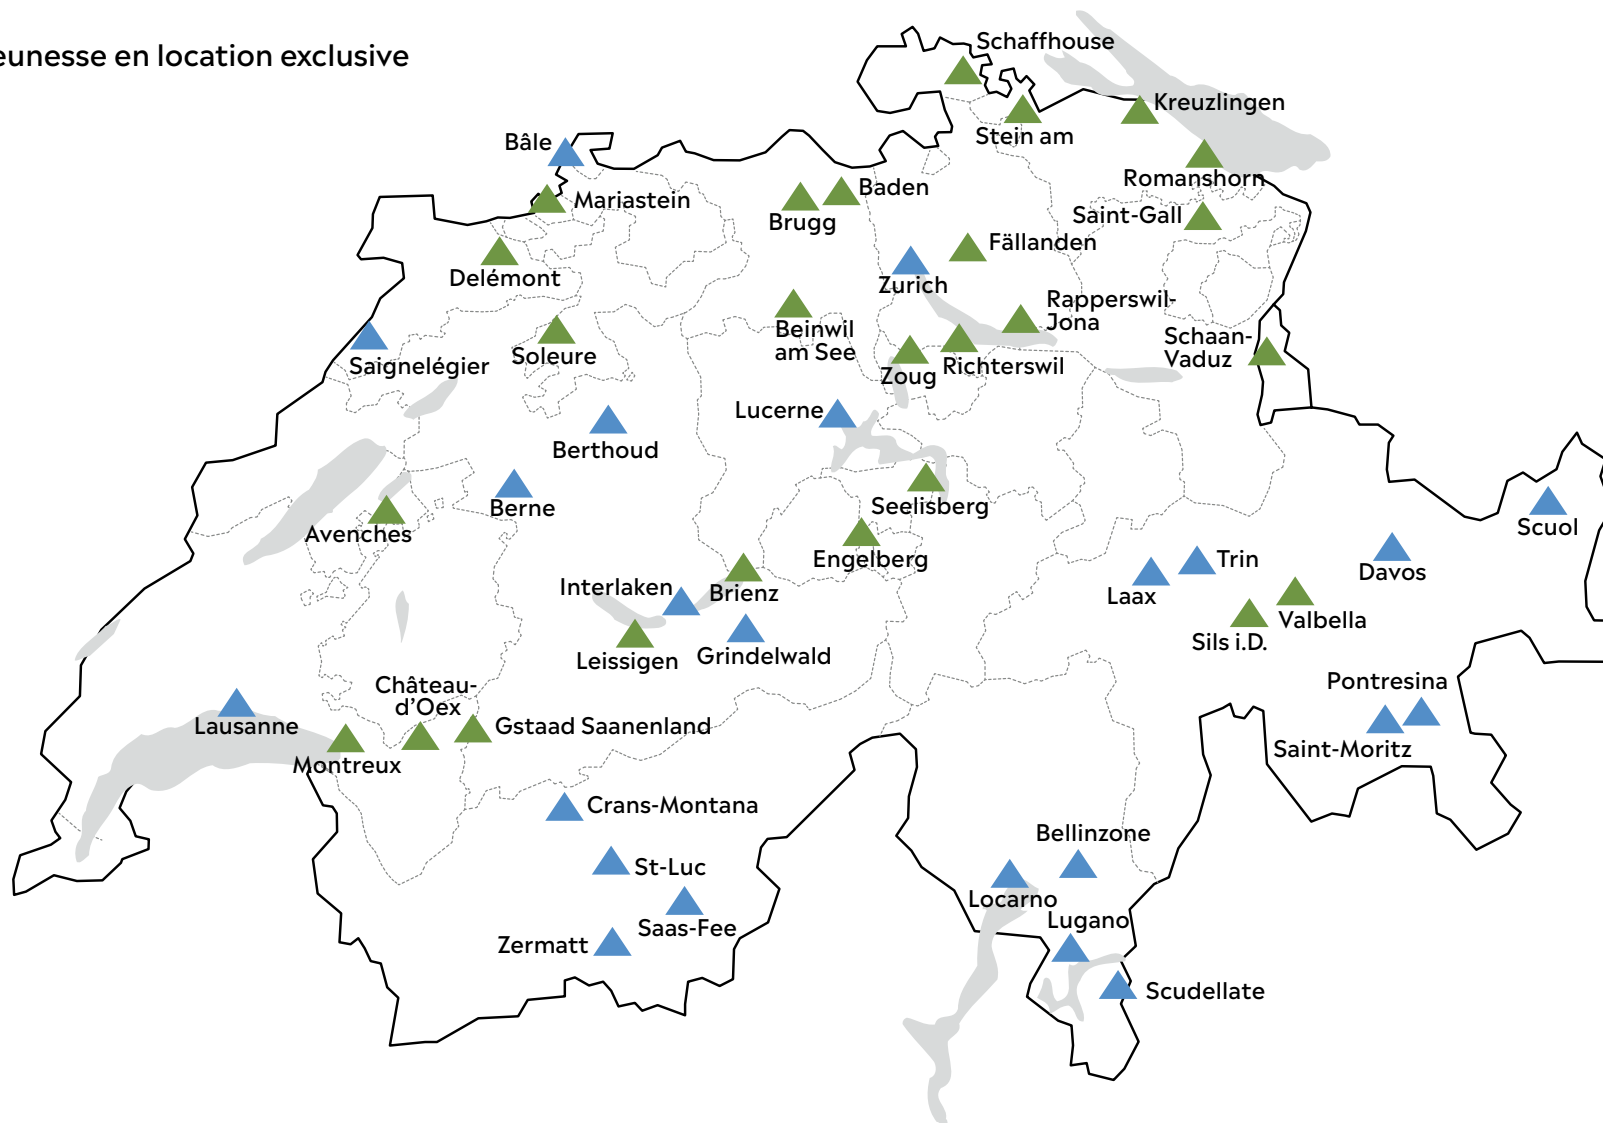 eunesse en location exclusive
Schaffhouse
Kreuzlingen
Stein am
Bâle
Romanshorn
Baden
Mariastein
Brugg
Saint-Gall
Fällanden
Delémont
Zurich
Rapperswil-
Jona
Beinwil
am See
Schaan-
Vaduz
Soleure
Saignelégier
Richterswil
Zoug
Lucerne
Berthoud
Berne
Seelisberg
Avenches
Scuol
Engelberg
Trin
Davos
Interlaken
Brienz
Laax
Valbella
Sils i.D.
Leissigen
Grindelwald
Château-
d’Oex
Pontresina
Lausanne
Gstaad Saanenland
Saint-Moritz
Montreux
Crans-Montana
Bellinzone
St-Luc
Locarno
Lugano
Saas-Fee
Zermatt
Scudellate